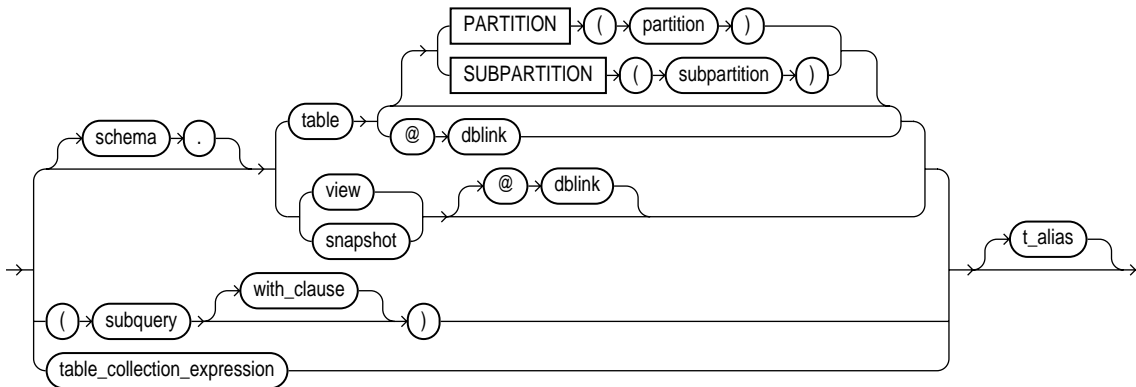 PARTITION ( partition )
SUBPARTITION ( subpartition )
schema . table
@ dblink
view @ dblink
snapshot
t_alias
with_clause
( subquery )
table_collection_expression